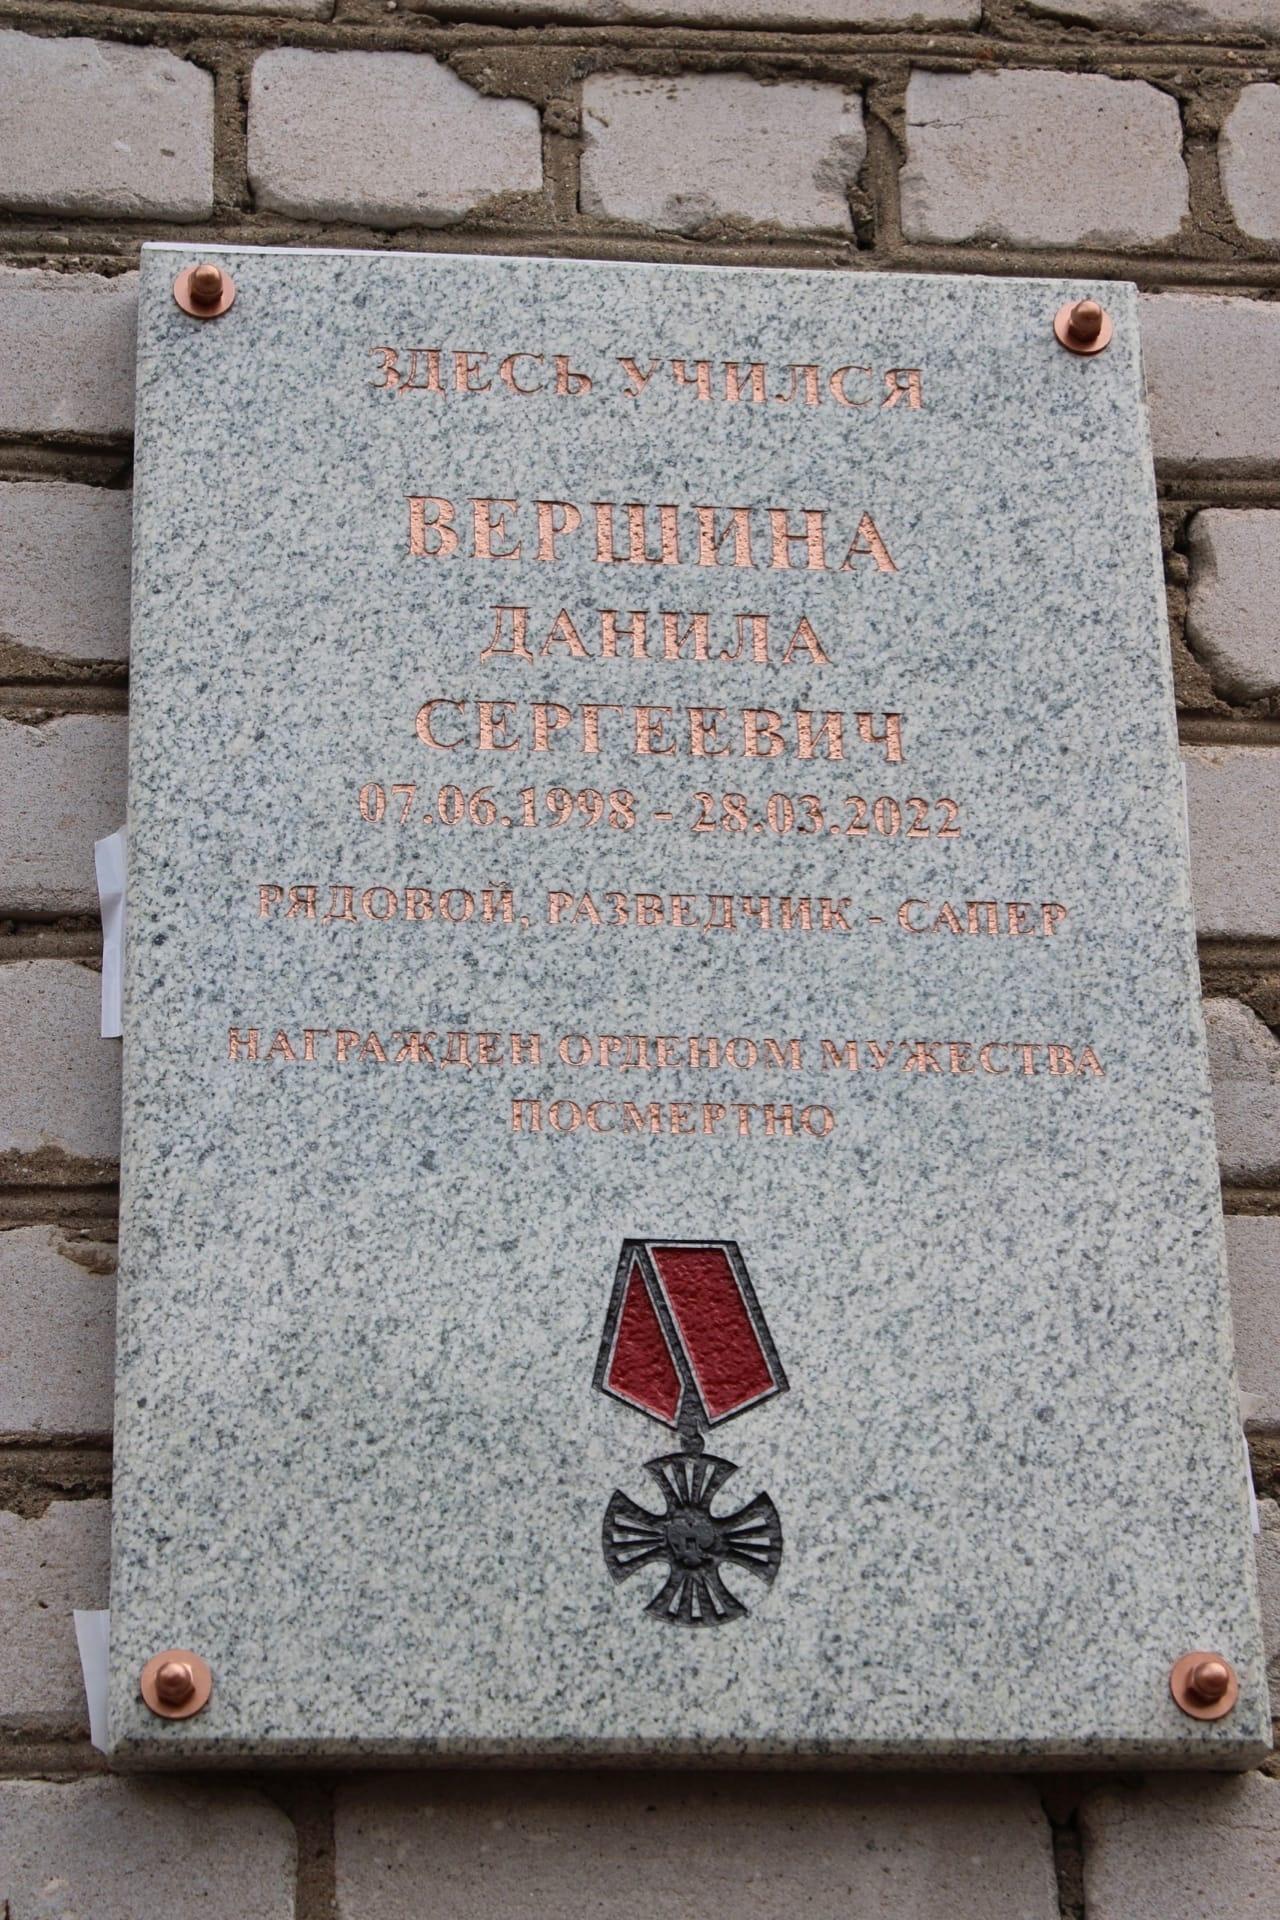 ЗДЕСЬ УЧИЛСЯ
ВЕРШИНА
ДАНИЛА
СЕРГЕЕВИЧ
07.06.1998 - 28.03.2022
РЯДОВОЙ, РАЗВЕДЧИК - САПЕР
НАГРАЖДЕН ОРДЕНОМ МУЖЕСТВА
ПОСМЕРТНО